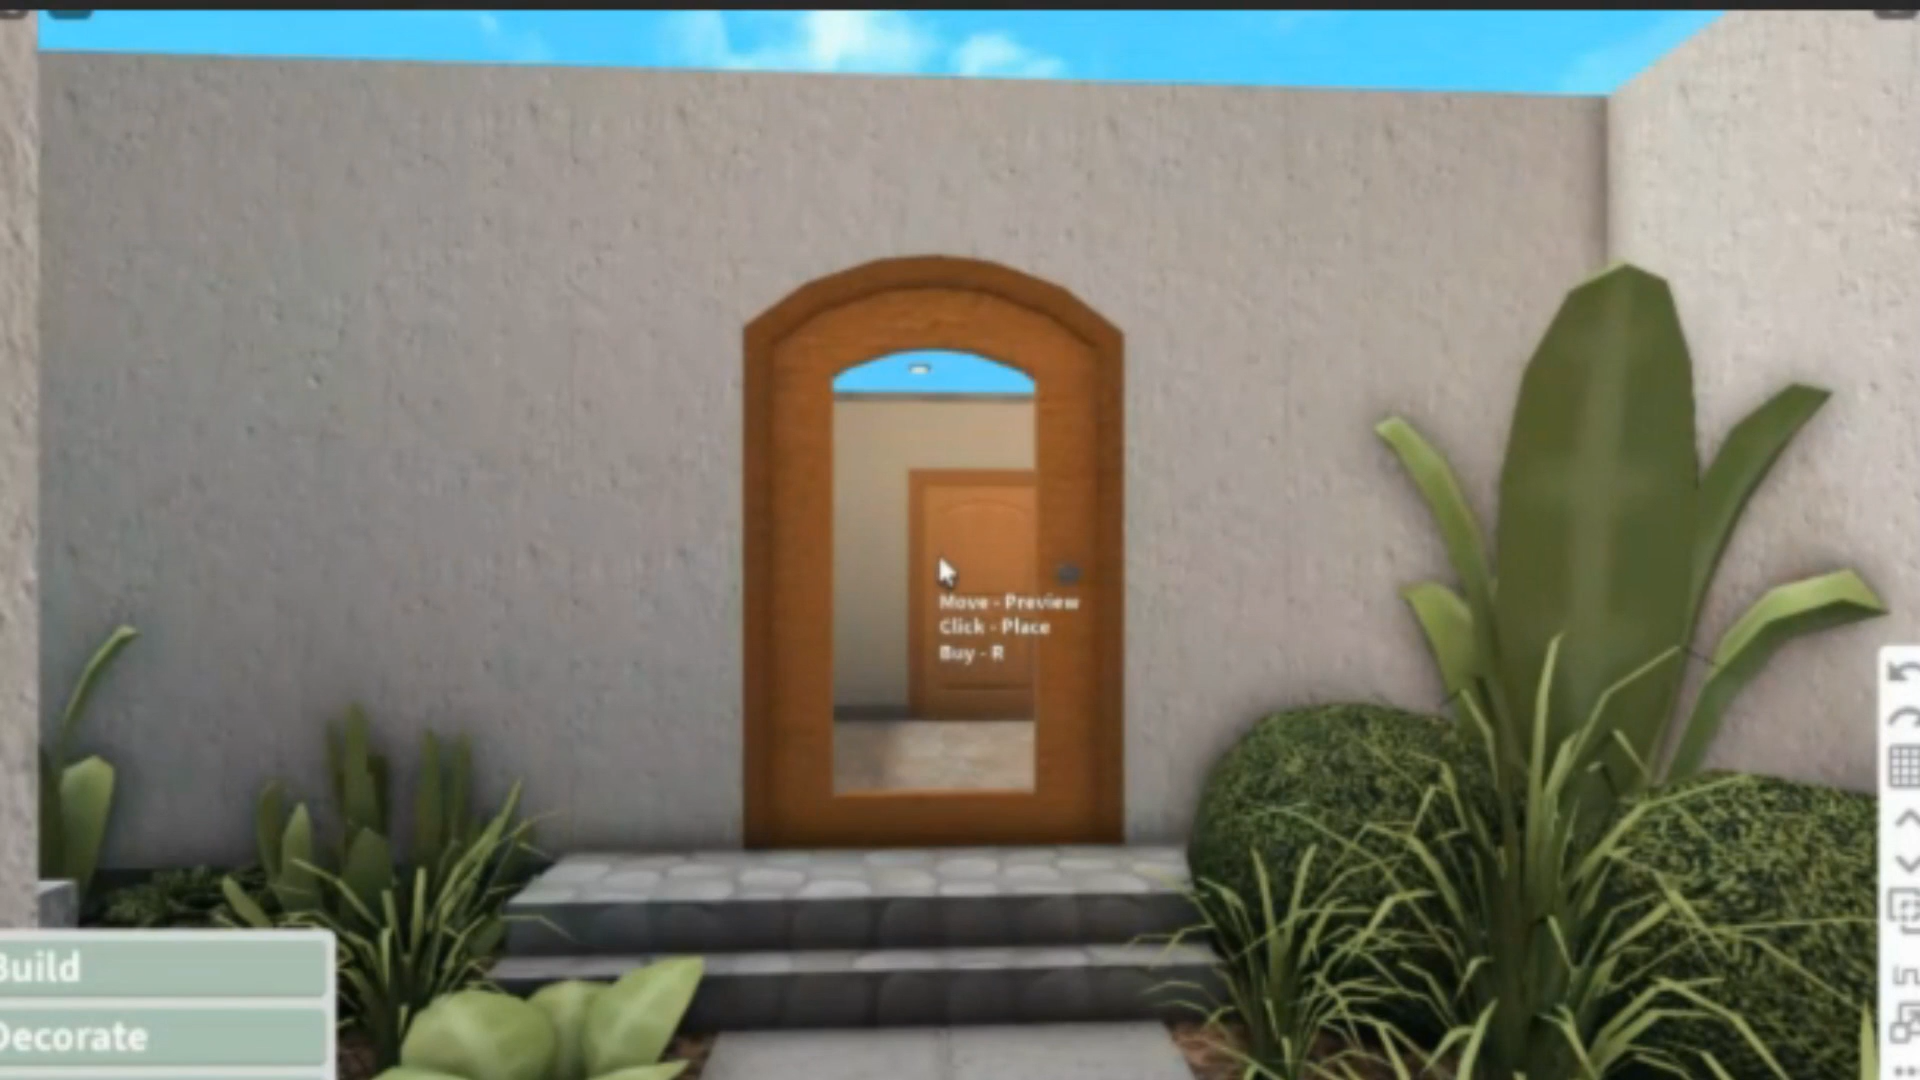 Move - Preview
Click - Place
Buy - R
Build
Decorate